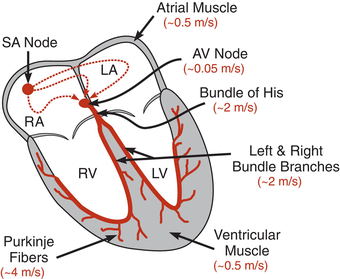 Atrial Muscle
(~0.5 m/s)
SA Node
AV Node
(~0.05 m/s)
LA
Bundle of His
(~2 m/s)
RA
Left & Right
Bundle Branches
(~2 m/s)
RV
LV
Purkinje
Fibers
(~4 m/s)
Ventricular
Muscle
(~0.5 m/s)